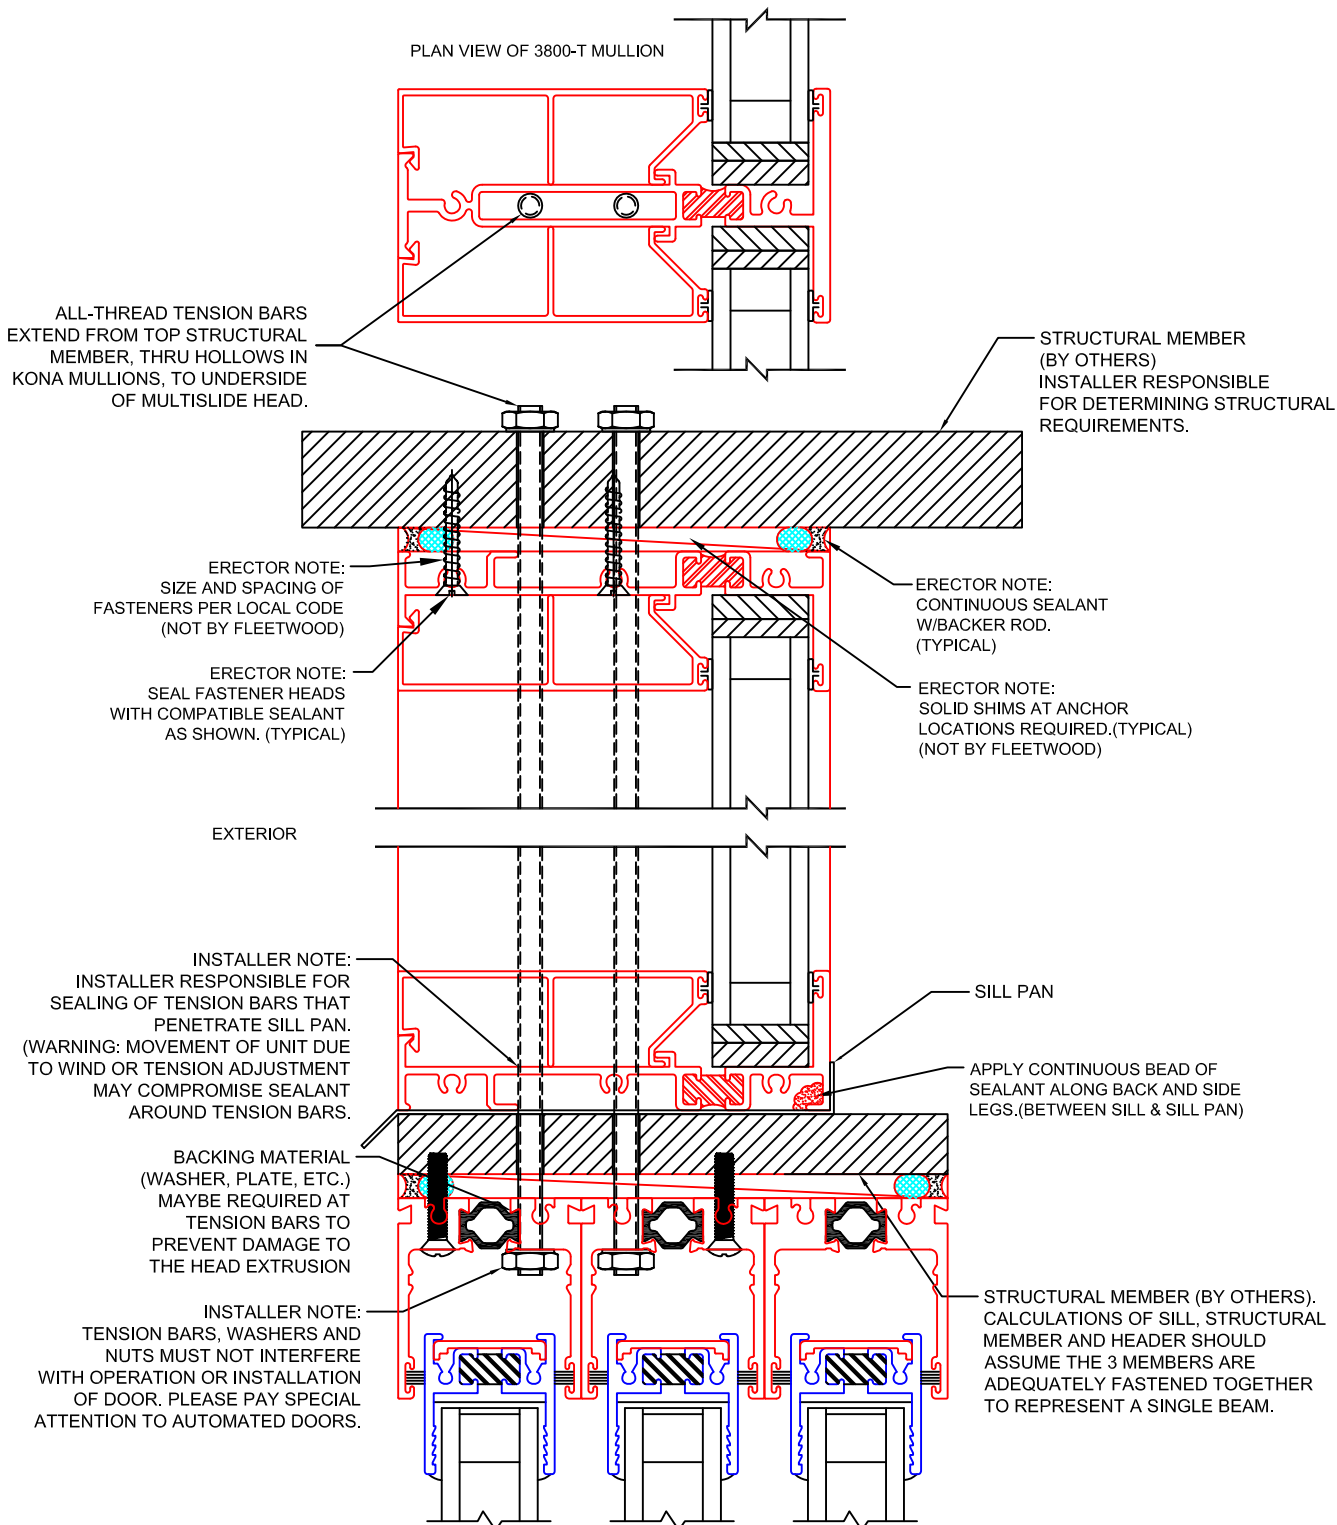 PLAN VIEW OF 3800-T MULLION
ALL-THREAD TENSION BARS
EXTEND FROM TOP STRUCTURAL
MEMBER, THRU HOLLOWS IN
KONA MULLIONS, TO UNDERSIDE
OF MULTISLIDE HEAD.
STRUCTURAL MEMBER
(BY OTHERS)
INSTALLER RESPONSIBLE
FOR DETERMINING STRUCTURAL
REQUIREMENTS.
ERECTOR NOTE:
SIZE AND SPACING OF
FASTENERS PER LOCAL CODE
(NOT BY FLEETWOOD)
ERECTOR NOTE:
CONTINUOUS SEALANT
W/BACKER ROD.
(TYPICAL)
ERECTOR NOTE:
SEAL FASTENER HEADS
WITH COMPATIBLE SEALANT
AS SHOWN. (TYPICAL)
ERECTOR NOTE:
SOLID SHIMS AT ANCHOR
LOCATIONS REQUIRED.(TYPICAL)
(NOT BY FLEETWOOD)
EXTERIOR
INSTALLER NOTE:
INSTALLER RESPONSIBLE FOR
SEALING OF TENSION BARS THAT
PENETRATE SILL PAN.
(WARNING: MOVEMENT OF UNIT DUE
TO WIND OR TENSION ADJUSTMENT
MAY COMPROMISE SEALANT
AROUND TENSION BARS.
SILL PAN
APPLY CONTINUOUS BEAD OF
SEALANT ALONG BACK AND SIDE
LEGS.(BETWEEN SILL & SILL PAN)
BACKING MATERIAL
(WASHER, PLATE, ETC.)
MAYBE REQUIRED AT
TENSION BARS TO
PREVENT DAMAGE TO
THE HEAD EXTRUSION
INSTALLER NOTE:
TENSION BARS, WASHERS AND
NUTS MUST NOT INTERFERE
WITH OPERATION OR INSTALLATION
OF DOOR. PLEASE PAY SPECIAL
ATTENTION TO AUTOMATED DOORS.
STRUCTURAL MEMBER (BY OTHERS).
CALCULATIONS OF SILL, STRUCTURAL
MEMBER AND HEADER SHOULD
ASSUME THE 3 MEMBERS ARE
ADEQUATELY FASTENED TOGETHER
TO REPRESENT A SINGLE BEAM.